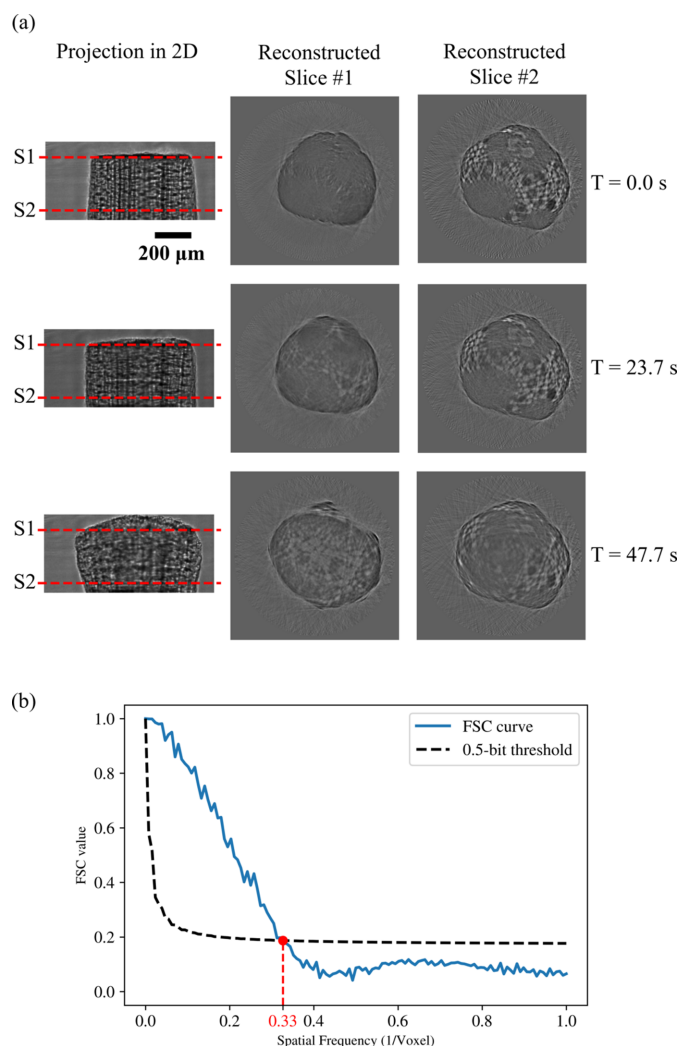 (a)
Projection in 2D
Reconstructed
Slice #1
Reconstructed
Slice #2
S1
S2
200 μm
T = 0.0 s
S1
S2
T = 23.7 s
S1
S2
T = 47.7 s
(b)
FSC curve
0.5-bit threshold
FSC value
1.0
0.8
0.6
0.4
0.2
0.0
0.0
0.2
0.33
0.4
0.6
0.8
1.0
Spatial Frequency (1/Voxel)